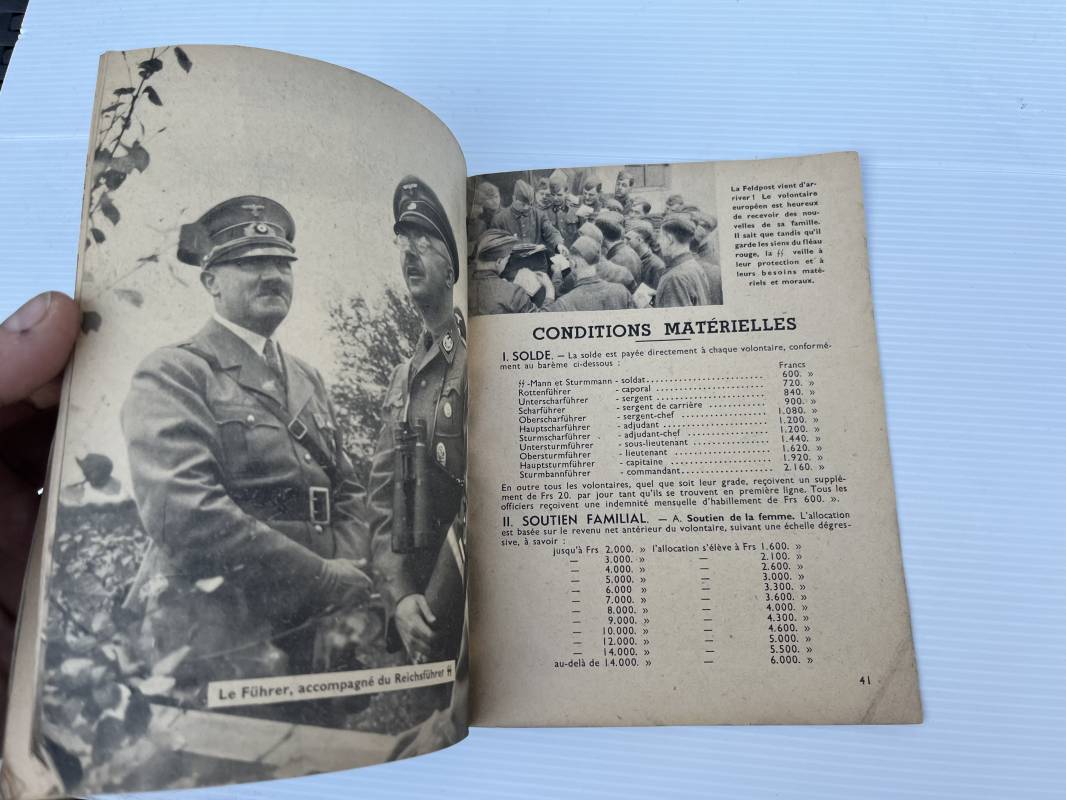 Le Führer, accompagné du Reichsführer ϟϟ
La Feldpost vient d'ar-
river ! Le volontaire
européen est heureux
de recevoir des nou-
velles de sa famille.
Il sait que tandis qu'il
garde les siens du fléau
rouge, la ϟϟ veille à
leur protection et à
leurs besoins maté-
riels et moraux.
CONDITIONS MATÉRIELLES
I. SOLDE. — La solde est payée directement à chaque volontaire, conformé-
ment au barème ci-dessous :
Francs
ϟϟ-Mann et Sturmmann - soldat........................ 600. »
Rottenführer - caporal ........................ 720. »
Unterscharführer - sergent ........................ 840. »
Scharführer - sergent de carrière ............ 900. »
Oberscharführer - sergent-chef ........................ 1.080. »
Hauptscharführer - adjudant ........................ 1.200. »
Sturmscharführer - adjudant-chef ........................ 1.200. »
Untersturmführer - sous-lieutenant .................. 1.440. »
Obersturmführer - lieutenant ........................ 1.620. »
Hauptsturmführer - capitaine ........................ 1.920. »
Sturmbannführer - commandant........................ 2.160. »
En outre tous les volontaires, quel que soit leur grade, reçoivent un supplé-
ment de Frs 20. par jour tant qu'ils se trouvent en première ligne. Tous les
officiers reçoivent une indemnité mensuelle d'habillement de Frs 600. ».
II. SOUTIEN FAMILIAL. — A. Soutien de la femme. L'allocation
est basée sur le revenu net antérieur du volontaire, suivant une échelle dégres-
sive, à savoir :
jusqu'à Frs 2.000. » l'allocation s'élève à Frs 1.600. »
— 3.000. » — 2.100. »
— 4.000. » — 2.600. »
— 5.000. » — 3.000. »
— 6.000 » — 3.300. »
— 7.000. » — 3.600. »
— 8.000. » — 4.000. »
— 9.000. » — 4.300. »
— 10.000. » — 4.600. »
— 12.000. » — 5.000. »
— 14.000. » — 5.500. »
au-delà de 14.000. » — 6.000. »
41